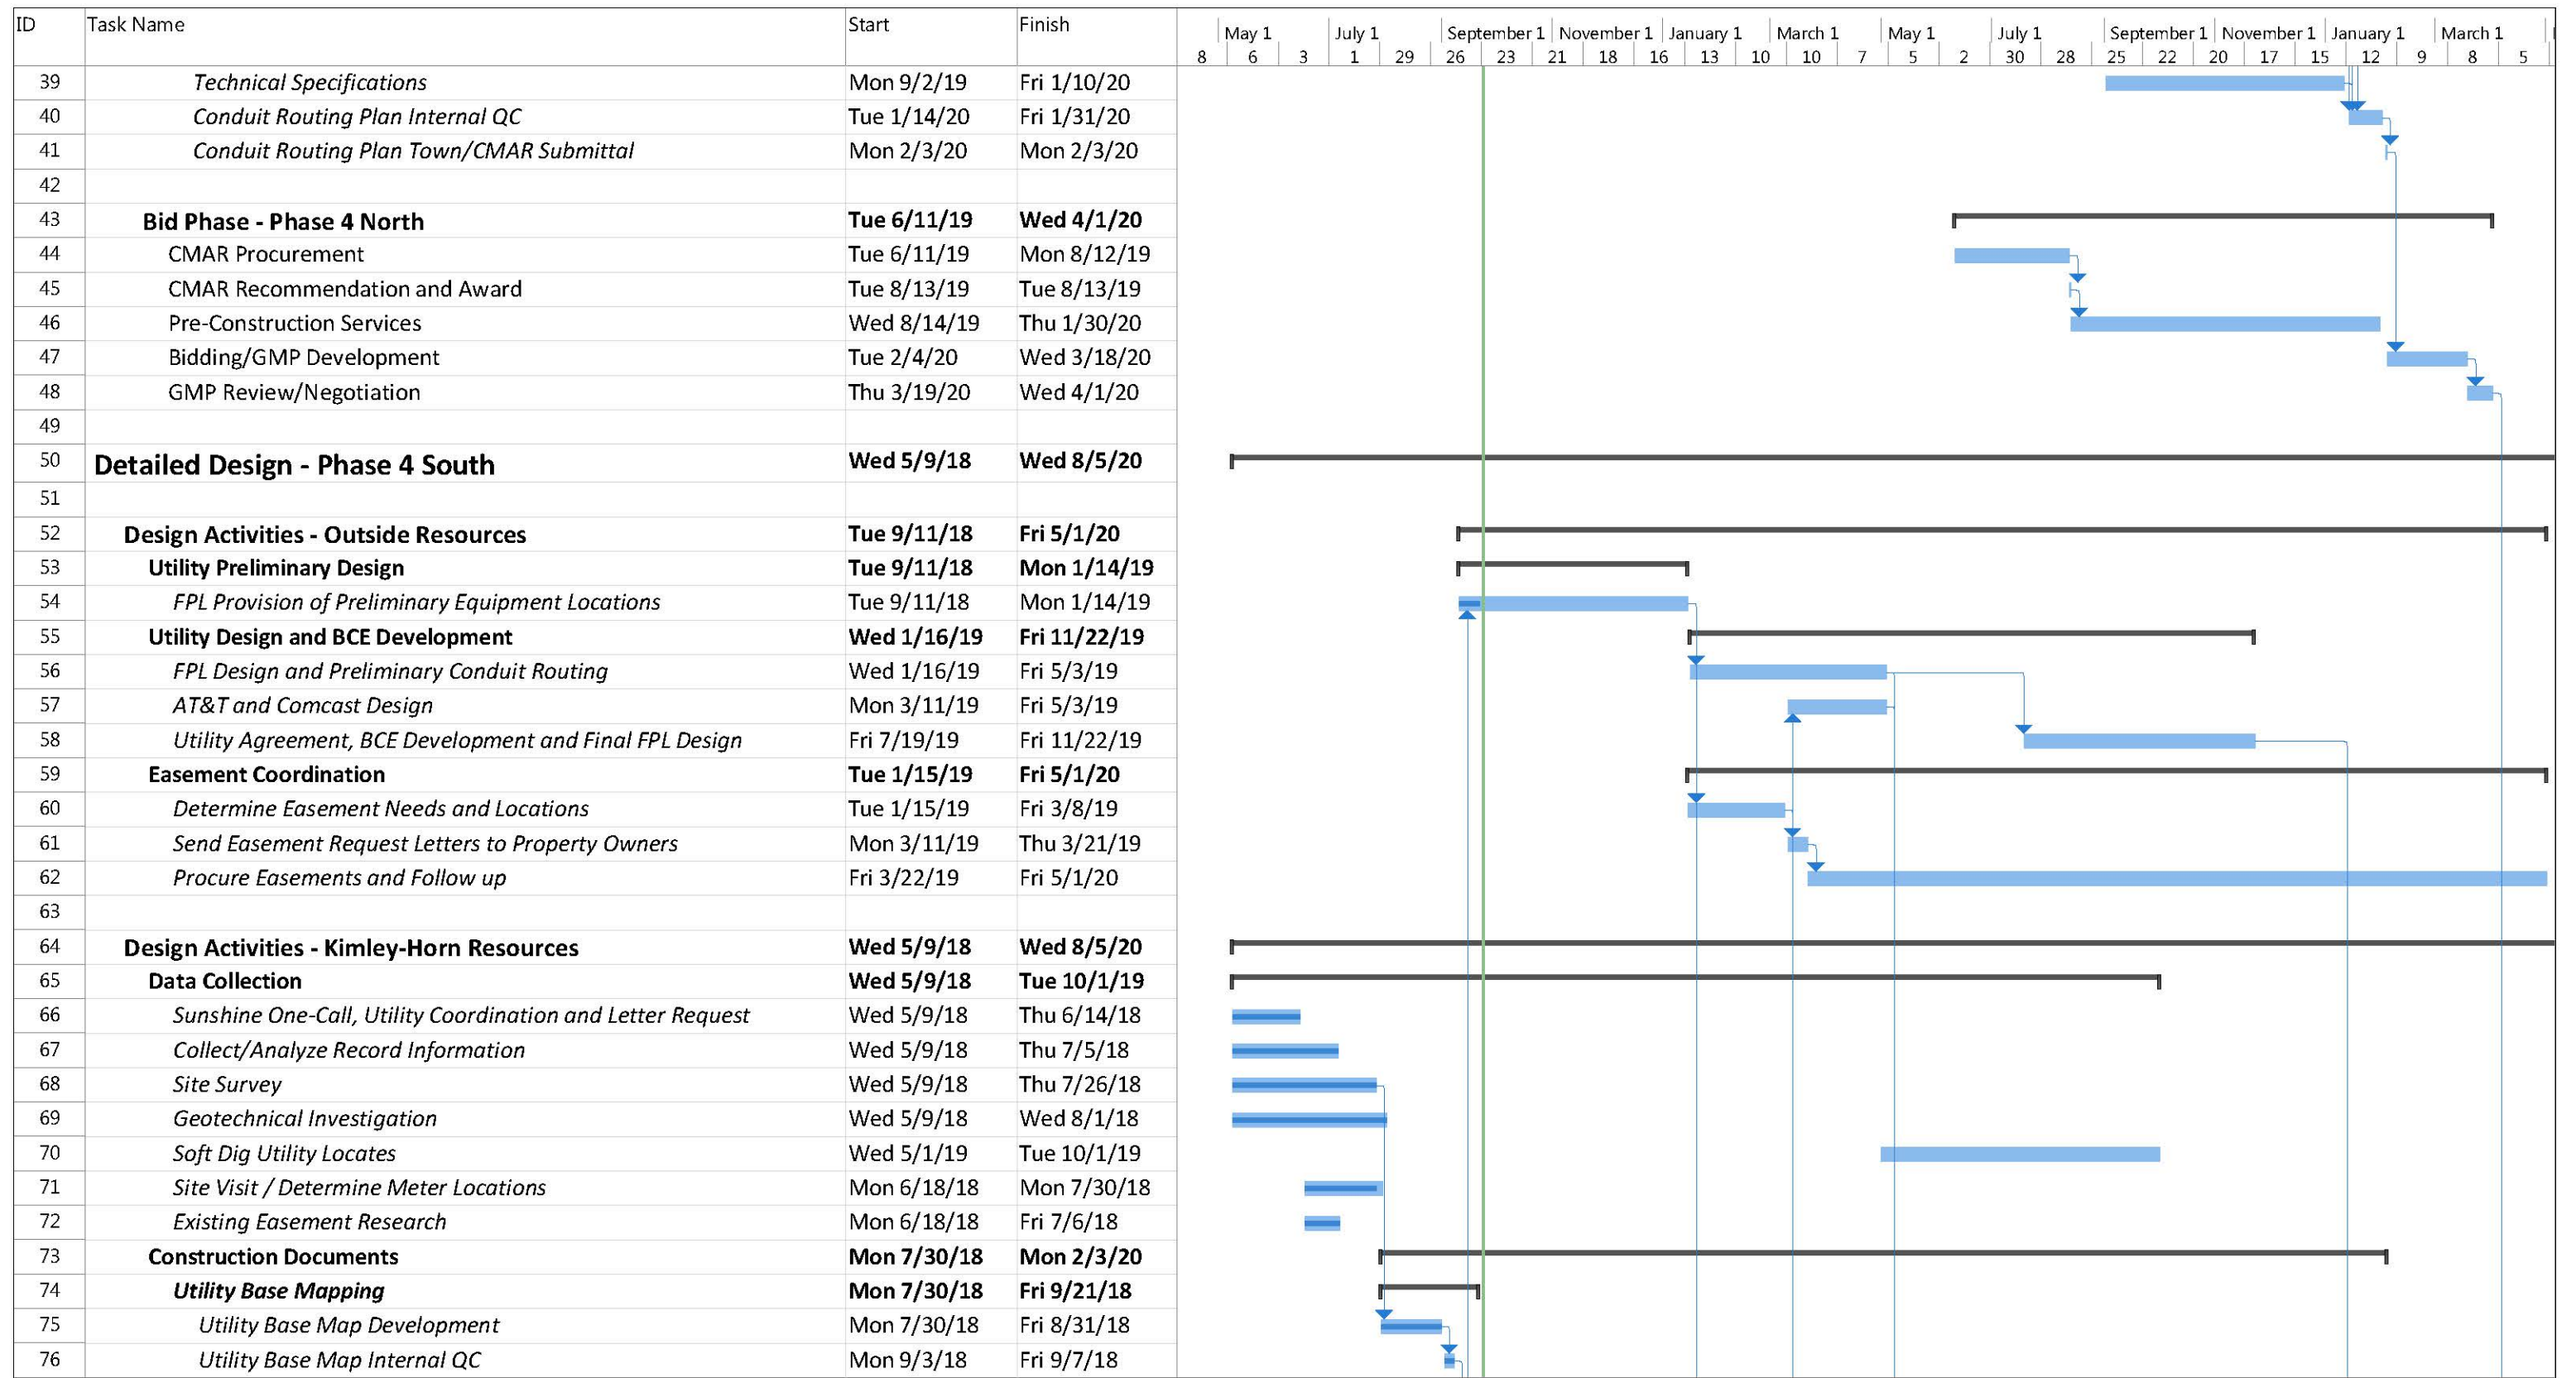 ID Task Name Start Finish May 1 July 1 September 1 November 1 January 1 March 1 May 1 July 1 September 1 November 1 January 1 March 1
8 6 3 1 29 26 23 21 18 16 13 10 10 7 5 2 30 28 25 22 20 17 15 12 9 8 5
39 Technical Specifications Mon 9/2/19 Fri 1/10/20
40 Conduit Routing Plan Internal QC Tue 1/14/20 Fri 1/31/20
41 Conduit Routing Plan Town/CMAR Submittal Mon 2/3/20 Mon 2/3/20
42
43 Bid Phase - Phase 4 North Tue 6/11/19 Wed 4/1/20
44 CMAR Procurement Tue 6/11/19 Mon 8/12/19
45 CMAR Recommendation and Award Tue 8/13/19 Tue 8/13/19
46 Pre-Construction Services Wed 8/14/19 Thu 1/30/20
47 Bidding/GMP Development Tue 2/4/20 Wed 3/18/20
48 GMP Review/Negotiation Thu 3/19/20 Wed 4/1/20
49
50 Detailed Design - Phase 4 South Wed 5/9/18 Wed 8/5/20
51
52 Design Activities - Outside Resources Tue 9/11/18 Fri 5/1/20
53 Utility Preliminary Design Tue 9/11/18 Mon 1/14/19
54 FPL Provision of Preliminary Equipment Locations Tue 9/11/18 Mon 1/14/19
55 Utility Design and BCE Development Wed 1/16/19 Fri 11/22/19
56 FPL Design and Preliminary Conduit Routing Wed 1/16/19 Fri 5/3/19
57 AT&T and Comcast Design Mon 3/11/19 Fri 5/3/19
58 Utility Agreement, BCE Development and Final FPL Design Fri 7/19/19 Fri 11/22/19
59 Easement Coordination Tue 1/15/19 Fri 5/1/20
60 Determine Easement Needs and Locations Tue 1/15/19 Fri 3/8/19
61 Send Easement Request Letters to Property Owners Mon 3/11/19 Thu 3/21/19
62 Procure Easements and Follow up Fri 3/22/19 Fri 5/1/20
63
64 Design Activities - Kimley-Horn Resources Wed 5/9/18 Wed 8/5/20
65 Data Collection Wed 5/9/18 Tue 10/1/19
66 Sunshine One-Call, Utility Coordination and Letter Request Wed 5/9/18 Thu 6/14/18
67 Collect/Analyze Record Information Wed 5/9/18 Thu 7/5/18
68 Site Survey Wed 5/9/18 Thu 7/26/18
69 Geotechnical Investigation Wed 5/9/18 Wed 8/1/18
70 Soft Dig Utility Locates Wed 5/1/19 Tue 10/1/19
71 Site Visit / Determine Meter Locations Mon 6/18/18 Mon 7/30/18
72 Existing Easement Research Mon 6/18/18 Fri 7/6/18
73 Construction Documents Mon 7/30/18 Mon 2/3/20
74 Utility Base Mapping Mon 7/30/18 Fri 9/21/18
75 Utility Base Map Development Mon 7/30/18 Fri 8/31/18
76 Utility Base Map Internal QC Mon 9/3/18 Fri 9/7/18